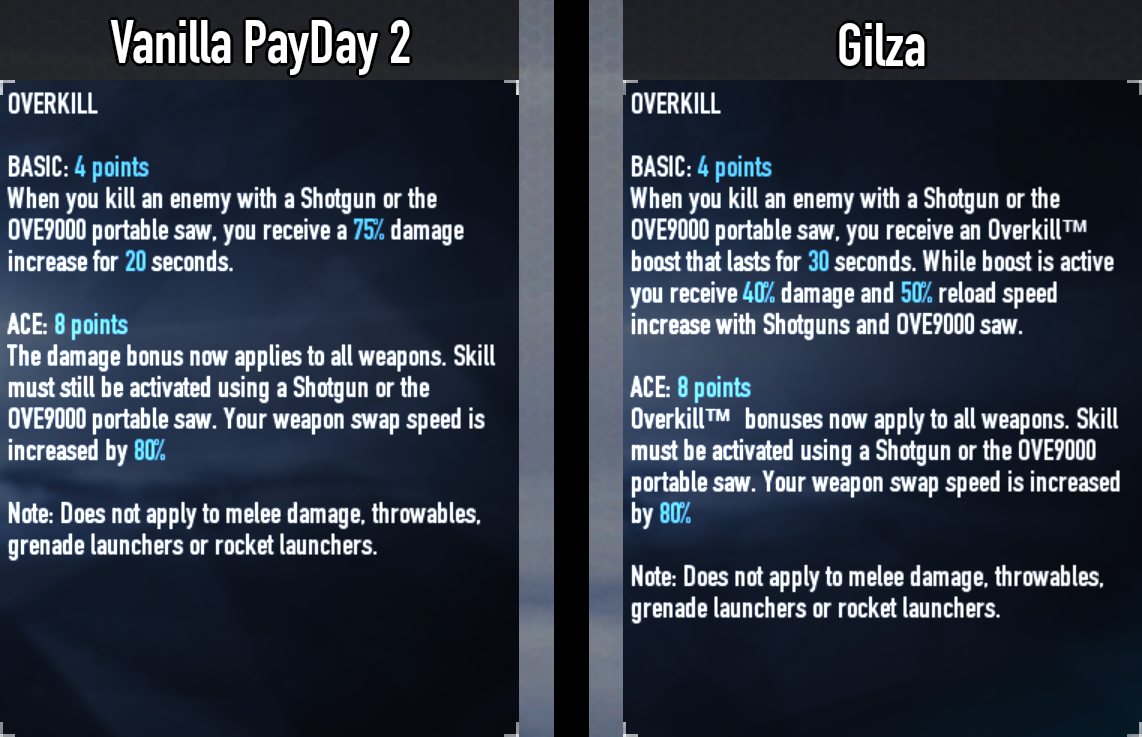 Vanilla PayDay 2
OVERKILL
BASIC: 4 points
When you kill an enemy with a Shotgun or the
OVE9000 portable saw, you receive a 75% damage
increase for 20 seconds.
ACE: 8 points
The damage bonus now applies to all weapons. Skill
must still be activated using a Shotgun or the
OVE9000 portable saw. Your weapon swap speed is
increased by 80%
Note: Does not apply to melee damage, throwables,
grenade launchers or rocket launchers.
Gilza
OVERKILL
BASIC: 4 points
When you kill an enemy with a Shotgun or the
OVE9000 portable saw, you receive an Overkill™
boost that lasts for 30 seconds. While boost is active
you receive 40% damage and 50% reload speed
increase with Shotguns and OVE9000 saw.
ACE: 8 points
Overkill™ bonuses now apply to all weapons. Skill
must be activated using a Shotgun or the OVE9000
portable saw. Your weapon swap speed is increased
by 80%
Note: Does not apply to melee damage, throwables,
grenade launchers or rocket launchers.